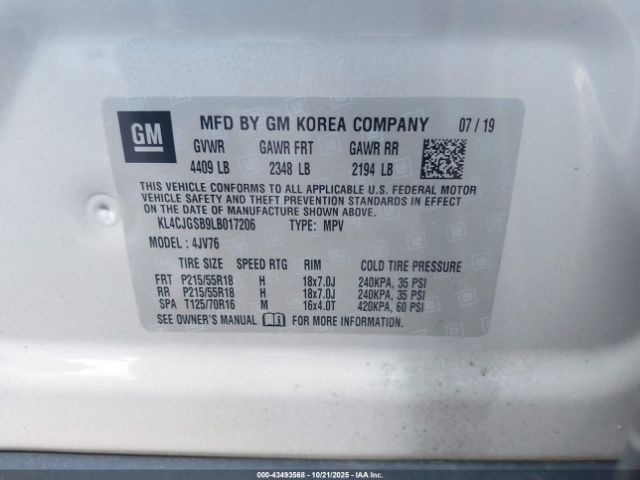 GM
MFD BY GM KOREA COMPANY 07 / 19
GVWR GAWR FRT GAWR RR
4409 LB 2348 LB 2194 LB
THIS VEHICLE CONFORMS TO ALL APPLICABLE U.S. FEDERAL MOTOR
VEHICLE SAFETY AND THEFT PREVENTION STANDARDS IN EFFECT ON
THE DATE OF MANUFACTURE SHOWN ABOVE.
KL4CJGSB9LB017206 TYPE: MPV
MODEL : 4JV76
TIRE SIZE SPEED RTG RIM COLD TIRE PRESSURE
FRT P215/55R18 H 18x7.0J 240KPA, 35 PSI
RR P215/55R18 H 18x7.0J 240KPA, 35 PSI
SPA T125/70R16 M 16x4.0T 420KPA, 60 PSI
SEE OWNER'S MANUAL FOR MORE INFORMATION.
000-43493568 | 10/21/2025 | IAA, Inc.